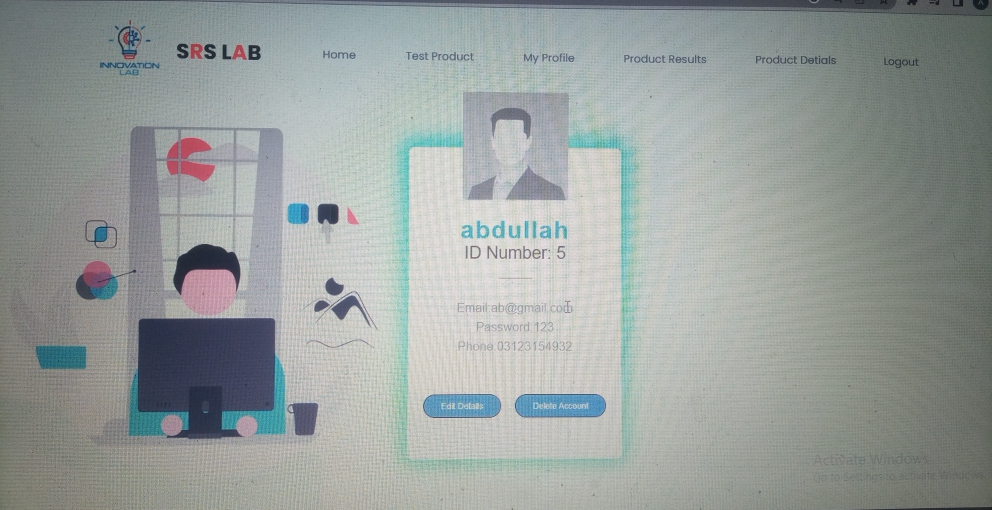 INNOVATION
LAB
SRS LAB
Home
Test Product
My Profile
Product Results
Product Detials
Logout
abdullah
ID Number: 5
Email:ab@gmail.com
Password:123
Phone:03123154932
Edit Details
Delete Account
Activate Windows
Go to Settings to activate Windows.